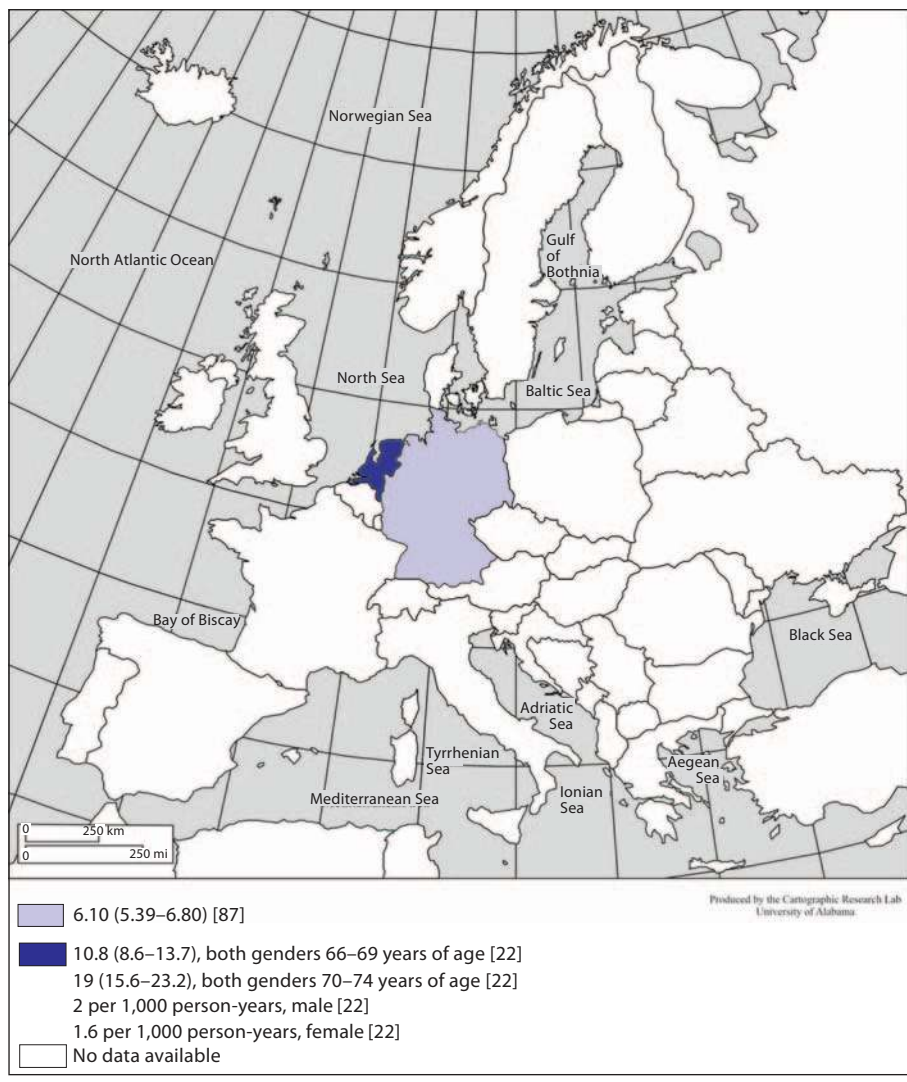 Norwegian Sea
North Atlantic Ocean
Gulf
of
Bothnia
North Sea
Baltic Sea
Bay of Biscay
Black Sea
Adriatic
Sea
Tyrrhenian
Sea
Aegean
Sea
Mediterranean Sea
Ionian
Sea
0 250 km
0 250 mi
Produced by the Cartographic Research Lab
University of Alabama
6.10 (5.39–6.80) [87]
10.8 (8.6–13.7), both genders 66–69 years of age [22]
19 (15.6–23.2), both genders 70–74 years of age [22]
2 per 1,000 person-years, male [22]
1.6 per 1,000 person-years, female [22]
No data available